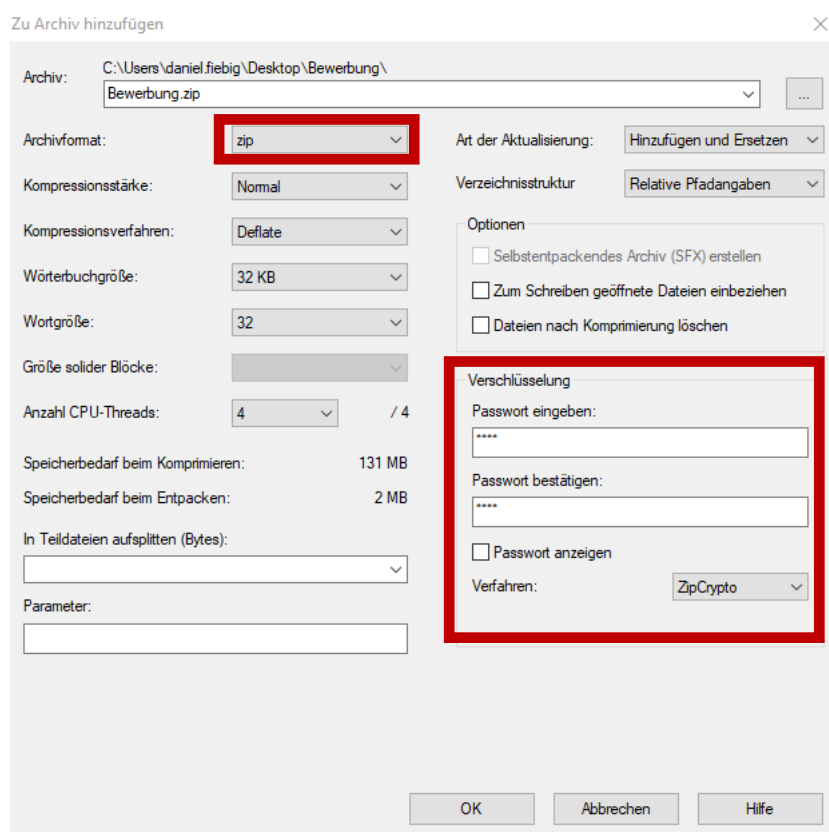 Zu Archiv hinzufügen
Archiv:
C:\Users\daniel.fiebig\Desktop\Bewerbung\
Bewerbung.zip
...
Archivformat:
zip
Kompressionsstärke:
Normal
Kompressionsverfahren:
Deflate
Wörterbuchgröße:
32 KB
Wortgröße:
32
Größe solider Blöcke:
Anzahl CPU-Threads:
4
/ 4
Speicherbedarf beim Komprimieren:
131 MB
Speicherbedarf beim Entpacken:
2 MB
In Teildateien aufsplitten (Bytes):
Parameter:
Art der Aktualisierung:
Hinzufügen und Ersetzen
Verzeichnisstruktur
Relative Pfadangaben
Optionen
Selbstentpackendes Archiv (SFX) erstellen
Zum Schreiben geöffnete Dateien einbeziehen
Dateien nach Komprimierung löschen
Verschlüsselung
Passwort eingeben:
****
Passwort bestätigen:
****
Passwort anzeigen
Verfahren:
ZipCrypto
OK
Abbrechen
Hilfe